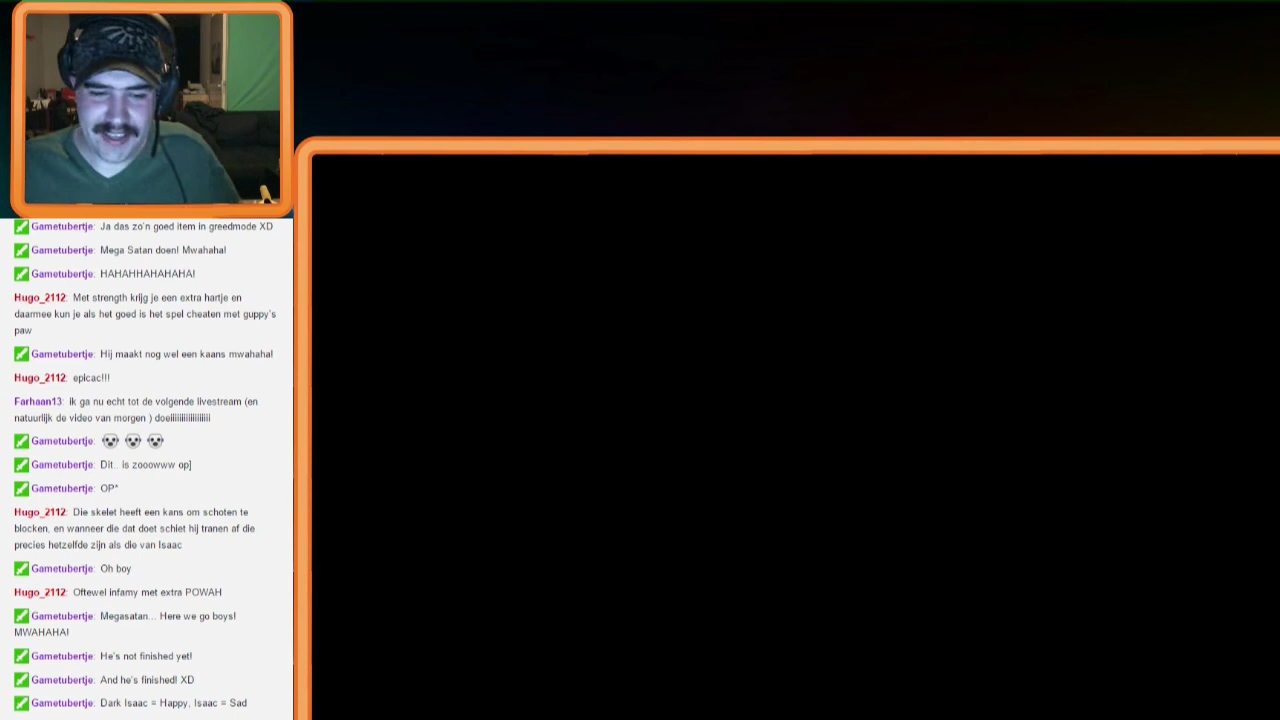 Gametubertje: Ja das zo'n goed item in greedmode XD
Gametubertje: Mega Satan doen! Mwahaha!
Gametubertje: HAHAHHAHAHAHA!
Hugo_2112: Met strength krijg je een extra hartje en
daarmee kun je als het goed is het spel cheaten met guppy's
paw
Gametubertje: Hij maakt nog wel een kaans mwahaha!
Hugo_2112: epicac!!!
Farhaan13: ik ga nu echt tot de volgende livestream (en
natuurlijk de video van morgen ) doeiiiiiiiiiiiiiiiiiii
Gametubertje:
Gametubertje: Dit.. is zooowww op]
Gametubertje: OP^
Hugo_2112: Die skelet heeft een kans om schoten te
blocken, en wanneer die dat doet schiet hij tranen af die
precies hetzelfde zijn als die van Isaac
Gametubertje: Oh boy
Hugo_2112: Oftewel infamy met extra POWAH
Gametubertje: Megasatan... Here we go boys!
MWAHAHA!
Gametubertje: He's not finished yet!
Gametubertje: And he's finished! XD
Gametubertje: Dark Isaac = Happy, Isaac = Sad